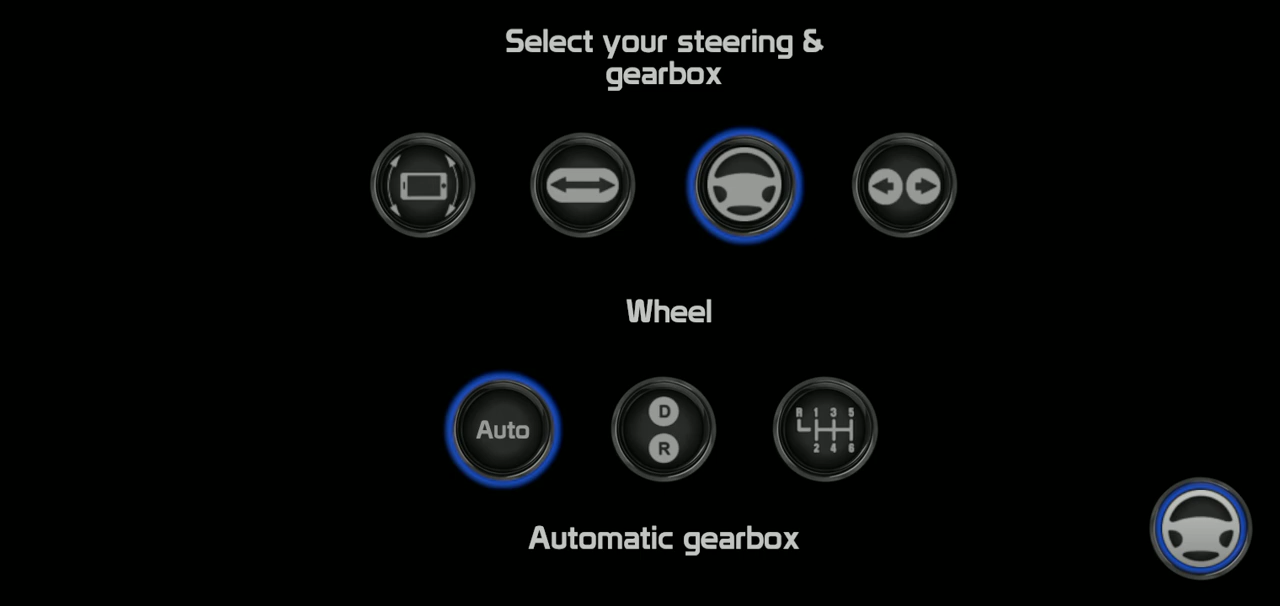 Select your steering &
gearbox
Wheel
Auto
D
R
R 1 3 5
2 4 6
Automatic gearbox